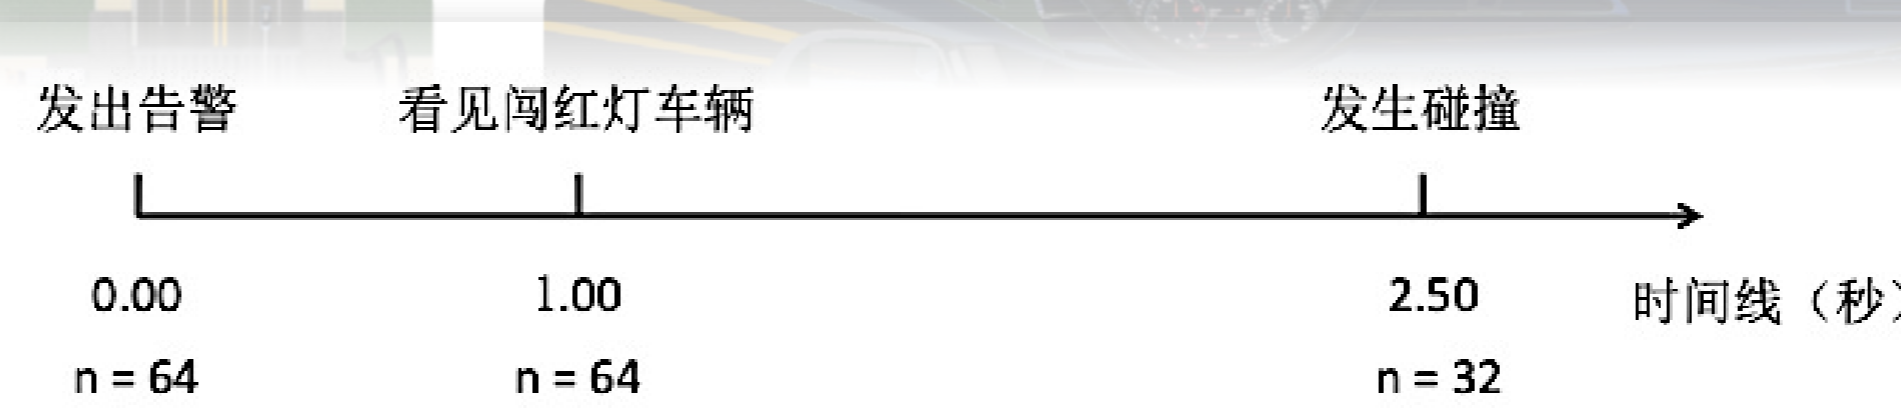 发出告警 看见闯红灯车辆 发生碰撞
0.00 1.00 2.50 时间线（秒）
n = 64 n = 64 n = 32